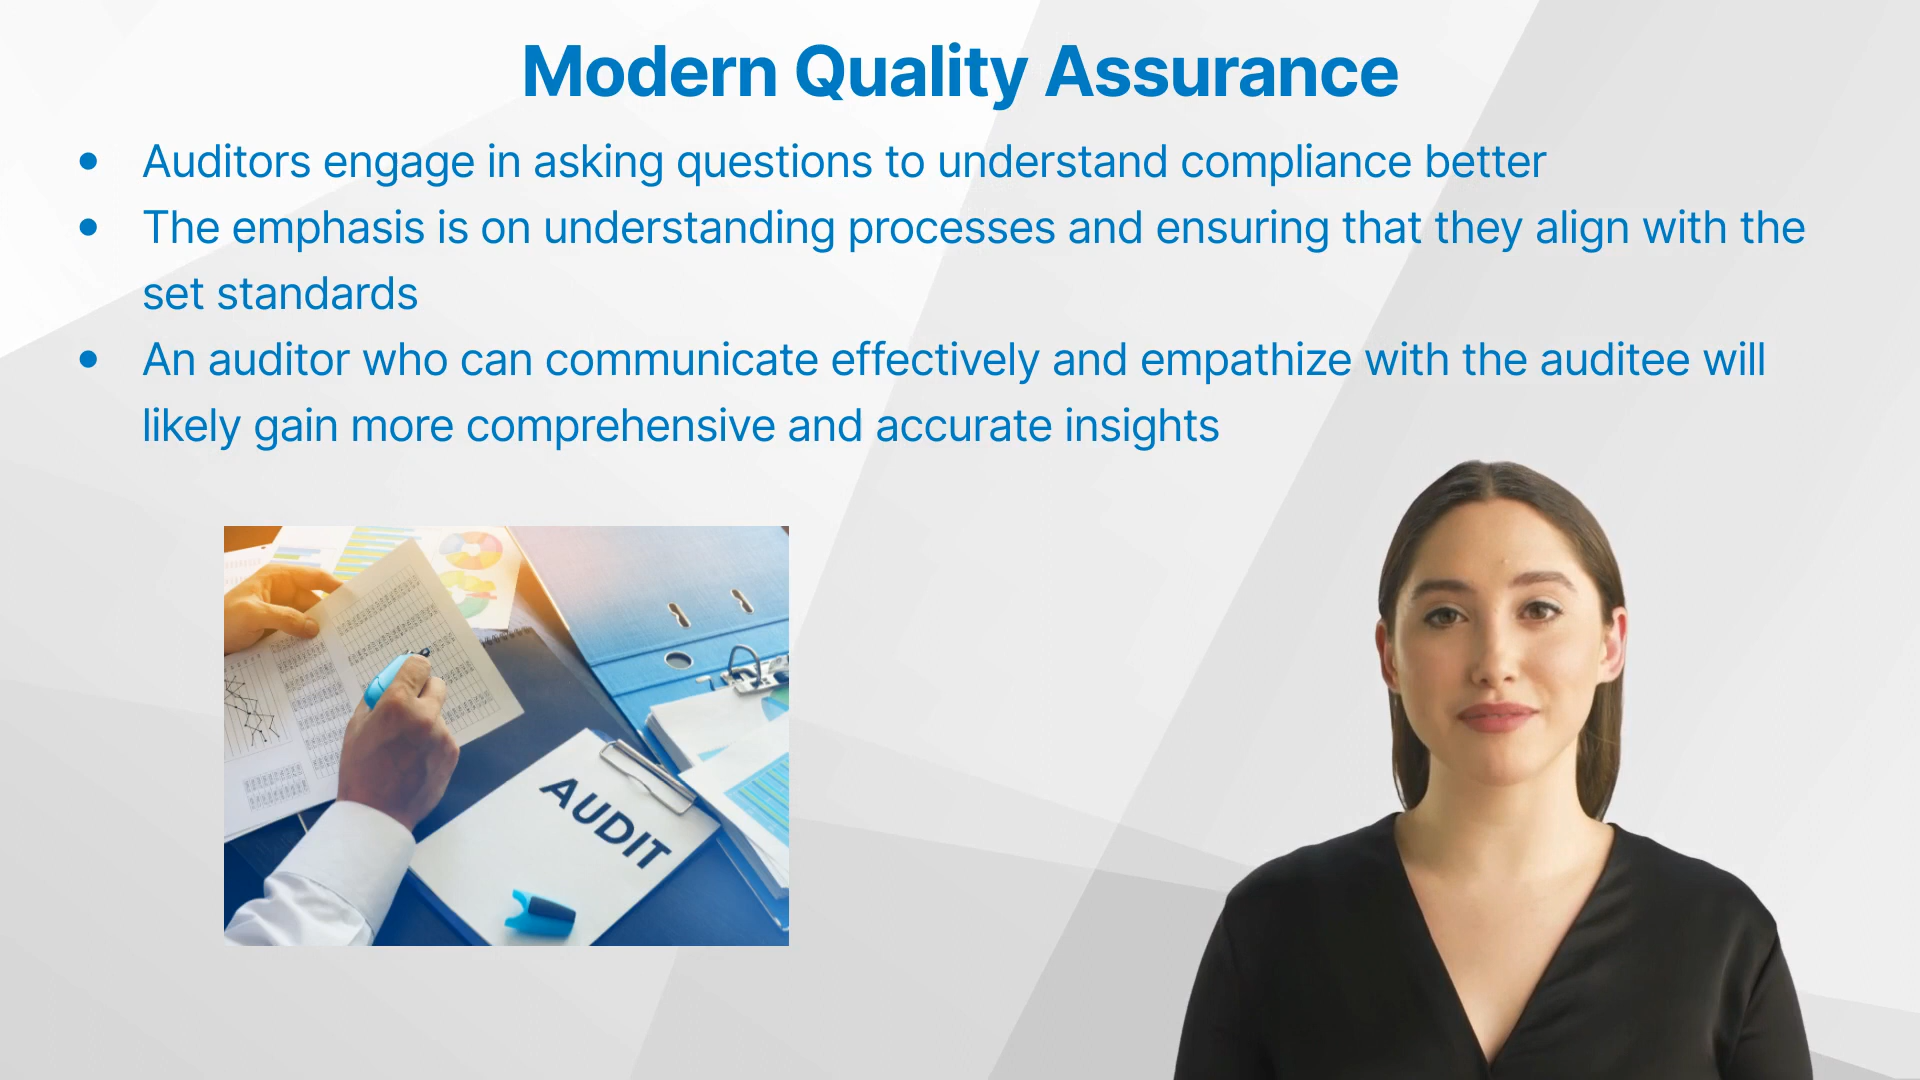 Modern Quality Assurance
• Auditors engage in asking questions to understand compliance better
• The emphasis is on understanding processes and ensuring that they align with the
set standards
• An auditor who can communicate effectively and empathize with the auditee will
likely gain more comprehensive and accurate insights
AUDIT